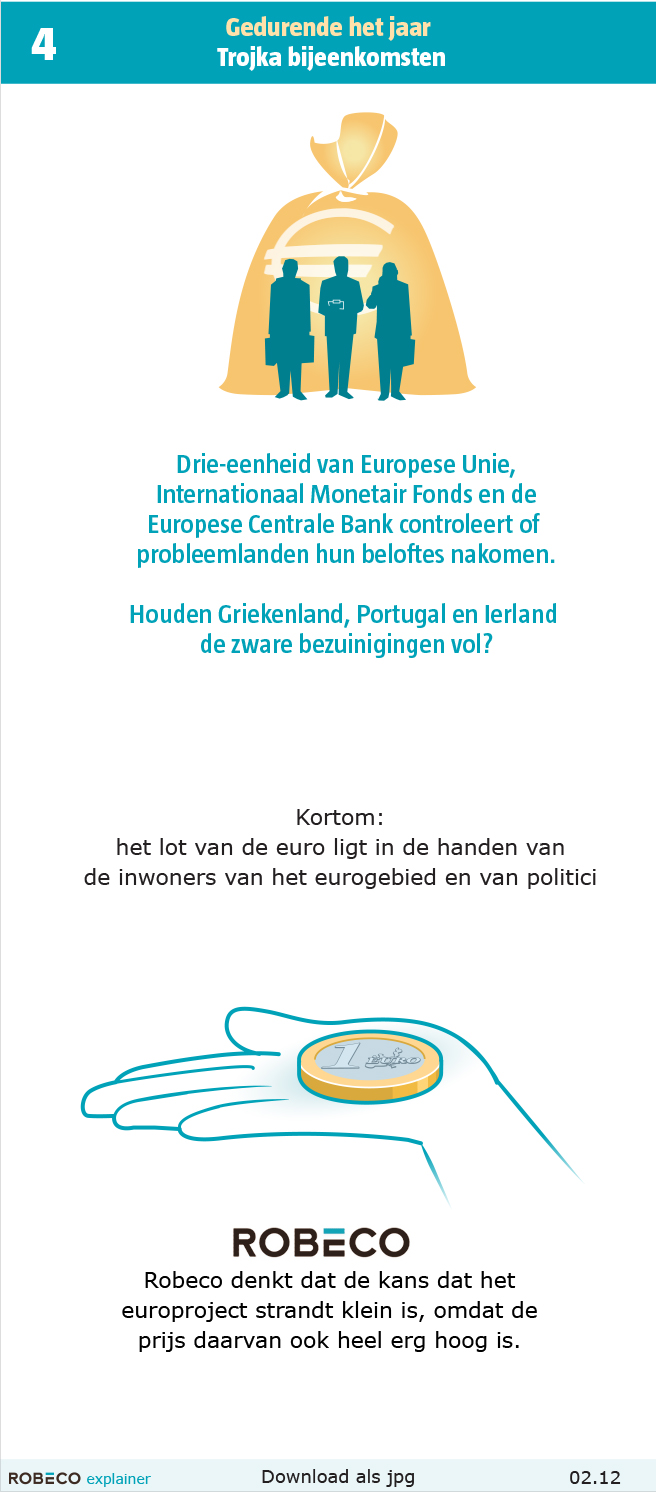 4
Gedurende het jaar
Trojka bijeenkomsten
€
Drie-eenheid van Europese Unie,
Internationaal Monetair Fonds en de
Europese Centrale Bank controleert of
probleemlanden hun beloftes nakomen.
Houden Griekenland, Portugal en Ierland
de zware bezuinigingen vol?
Kortom:
het lot van de euro ligt in de handen van
de inwoners van het eurogebied en van politici
1 EURO
ROBECO
Robeco denkt dat de kans dat het
europroject strandt klein is, omdat de
prijs daarvan ook heel erg hoog is.
ROBECO explainer
Download als jpg
02.12